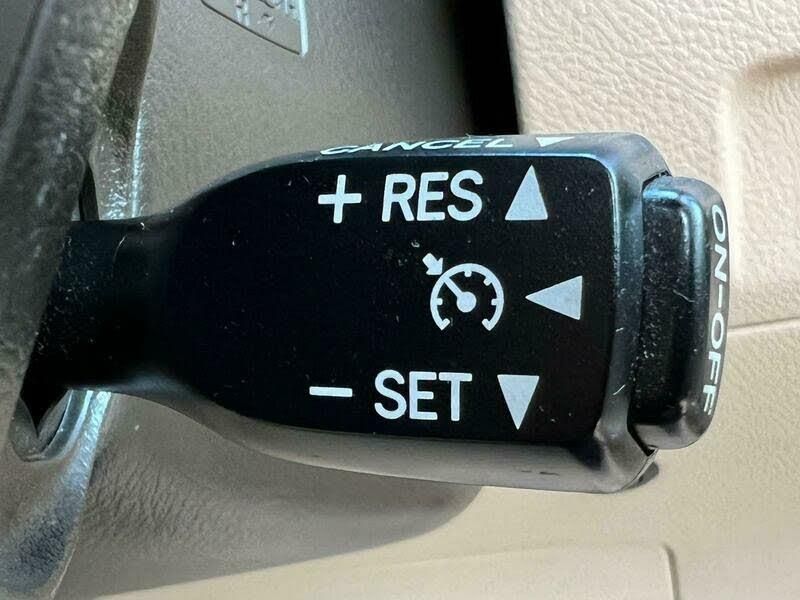 CANCEL
+ RES
- SET
ON-OFF